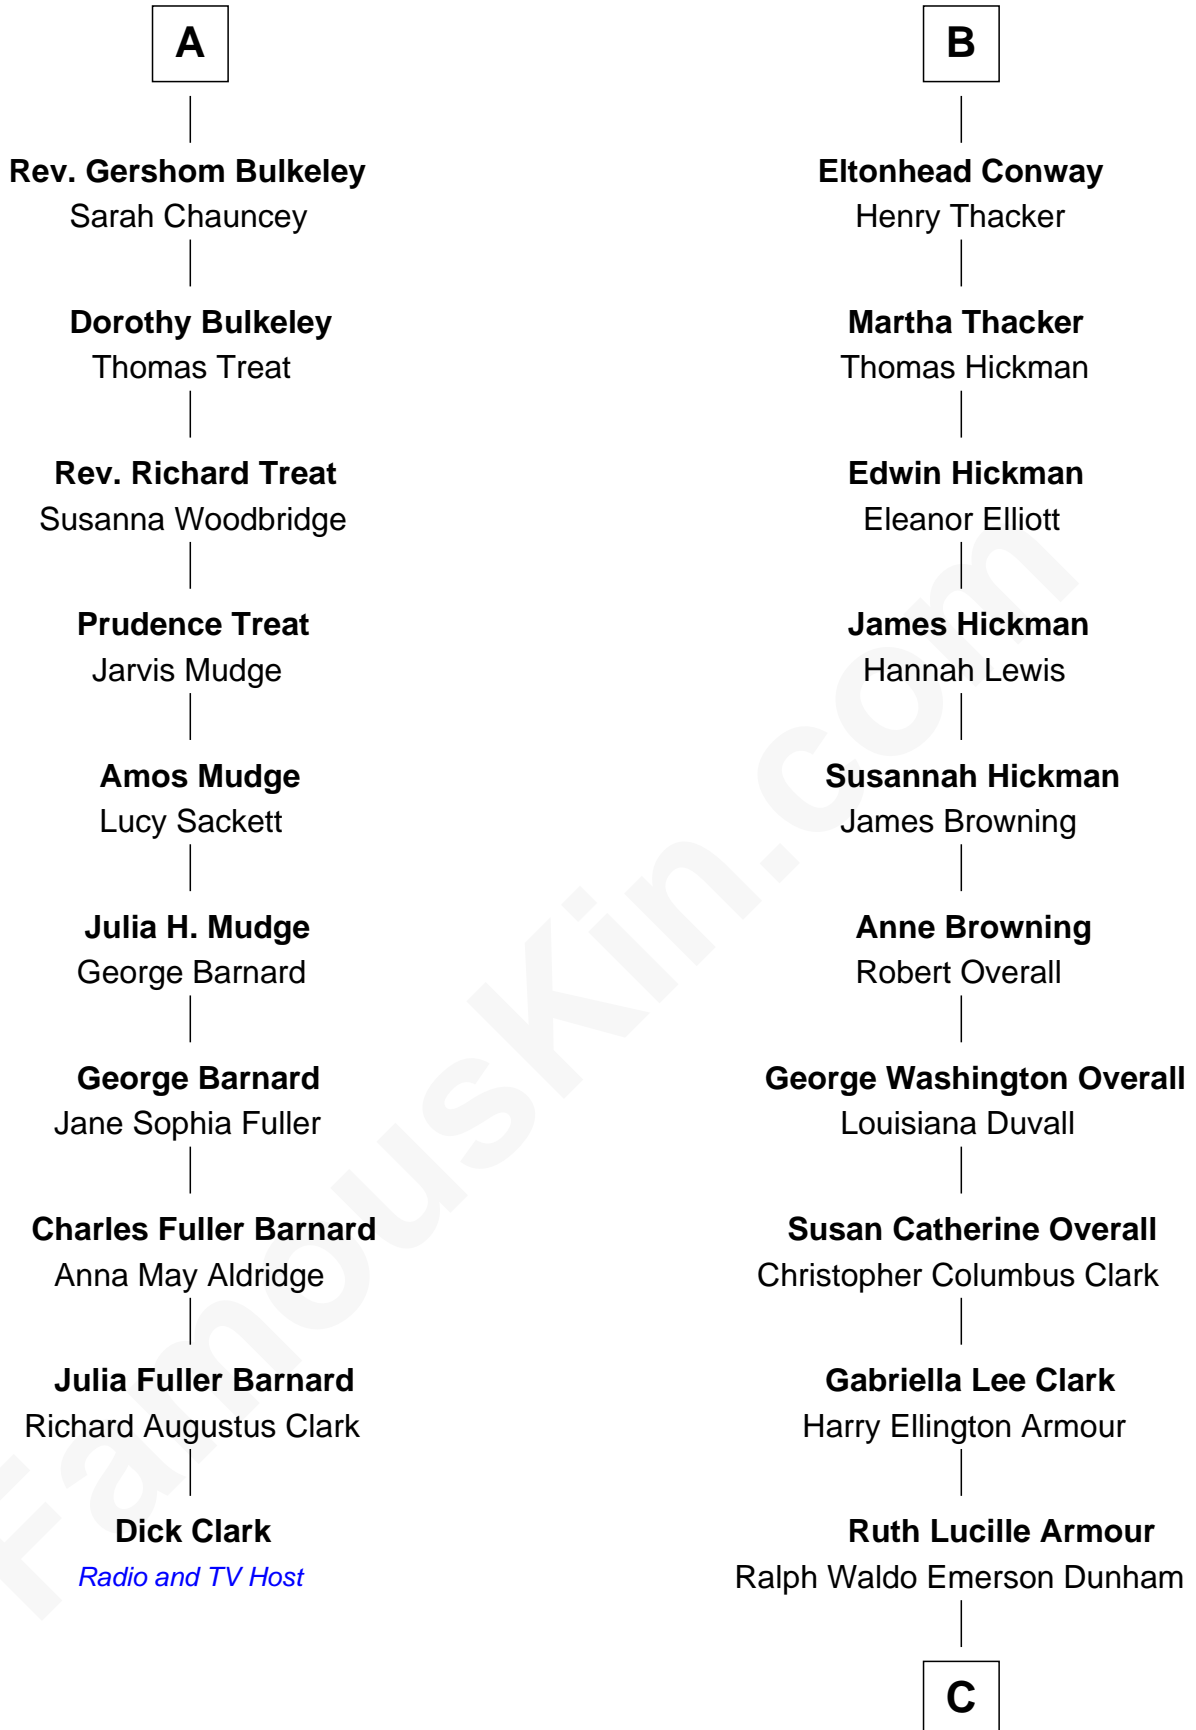 A
Rev. Gershom Bulkeley
Sarah Chauncey
Dorothy Bulkeley
Thomas Treat
Rev. Richard Treat
Susanna Woodbridge
Prudence Treat
Jarvis Mudge
Amos Mudge
Lucy Sackett
Julia H. Mudge
George Barnard
George Barnard
Jane Sophia Fuller
Charles Fuller Barnard
Anna May Aldridge
Julia Fuller Barnard
Richard Augustus Clark
Dick Clark
Radio and TV Host
B
Eltonhead Conway
Henry Thacker
Martha Thacker
Thomas Hickman
Edwin Hickman
Eleanor Elliott
James Hickman
Hannah Lewis
Susannah Hickman
James Browning
Anne Browning
Robert Overall
George Washington Overall
Louisiana Duvall
Susan Catherine Overall
Christopher Columbus Clark
Gabriella Lee Clark
Harry Ellington Armour
Ruth Lucille Armour
Ralph Waldo Emerson Dunham
C
FamousKin.com